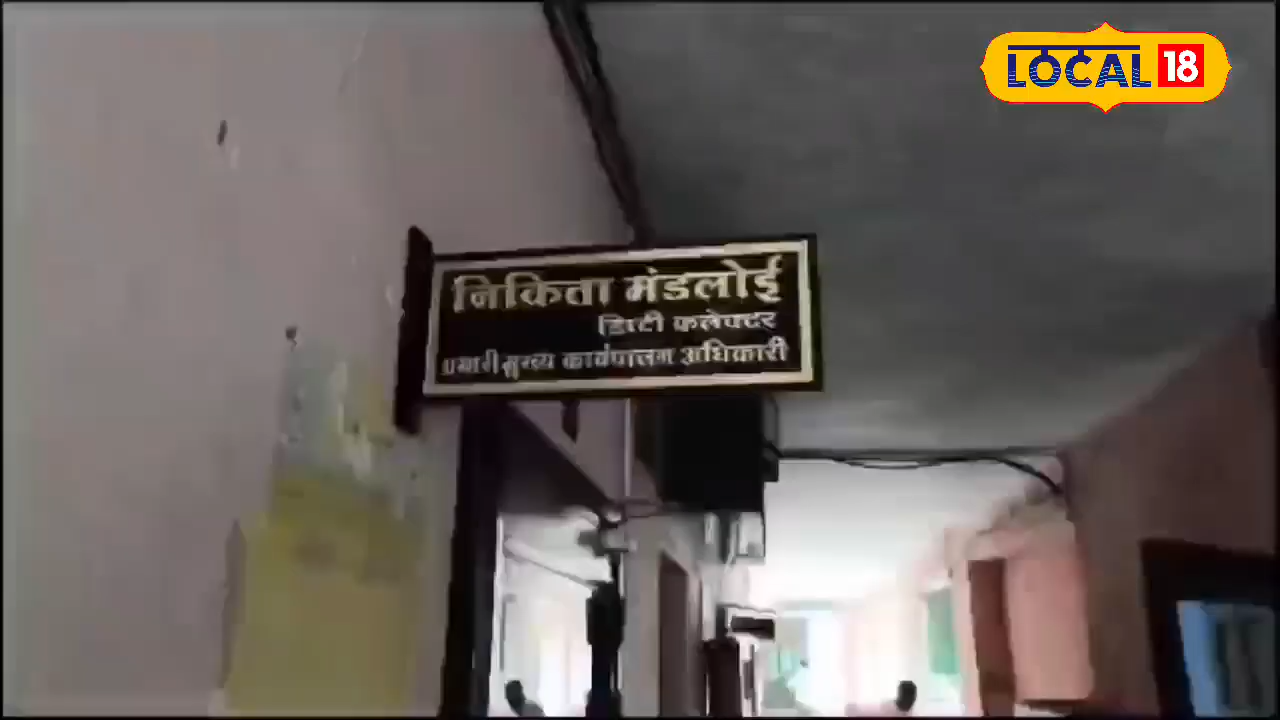 LOCAL 18
निकिता मंडलोई
डिप्टी कलेक्टर
प्रभारी मुख्य कार्यपालन अधिकारी